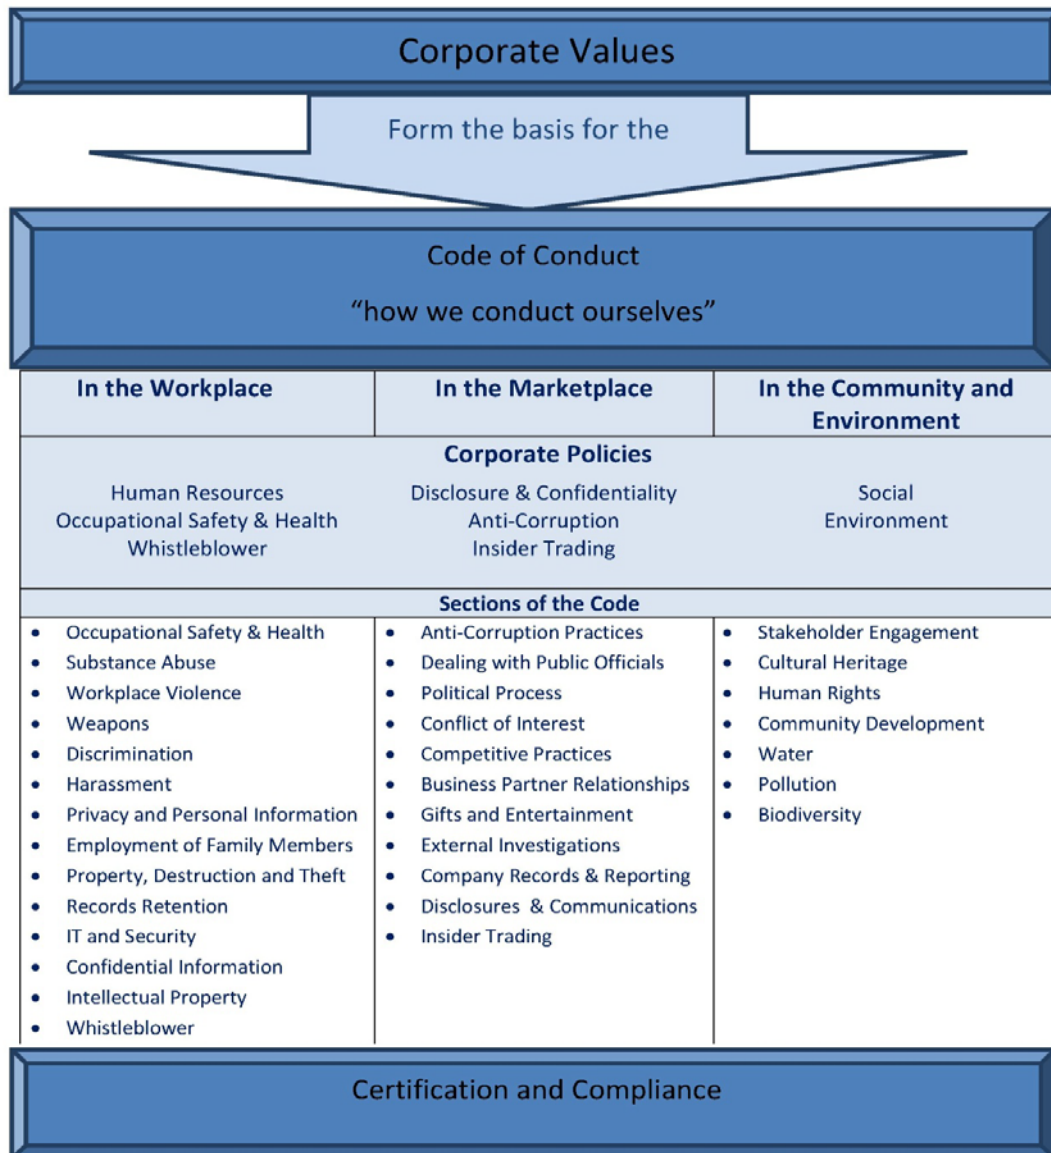 Corporate Values
Form the basis for the
Code of Conduct
“how we conduct ourselves”
In the Workplace
In the Marketplace
In the Community and
Environment
Corporate Policies
Human Resources
Occupational Safety & Health
Whistleblower
Disclosure & Confidentiality
Anti-Corruption
Insider Trading
Social
Environment
Sections of the Code
• Occupational Safety & Health
• Substance Abuse
• Workplace Violence
• Weapons
• Discrimination
• Harassment
• Privacy and Personal Information
• Employment of Family Members
• Property, Destruction and Theft
• Records Retention
• IT and Security
• Confidential Information
• Intellectual Property
• Whistleblower
• Anti-Corruption Practices
• Dealing with Public Officials
• Political Process
• Conflict of Interest
• Competitive Practices
• Business Partner Relationships
• Gifts and Entertainment
• External Investigations
• Company Records & Reporting
• Disclosures & Communications
• Insider Trading
• Stakeholder Engagement
• Cultural Heritage
• Human Rights
• Community Development
• Water
• Pollution
• Biodiversity
Certification and Compliance